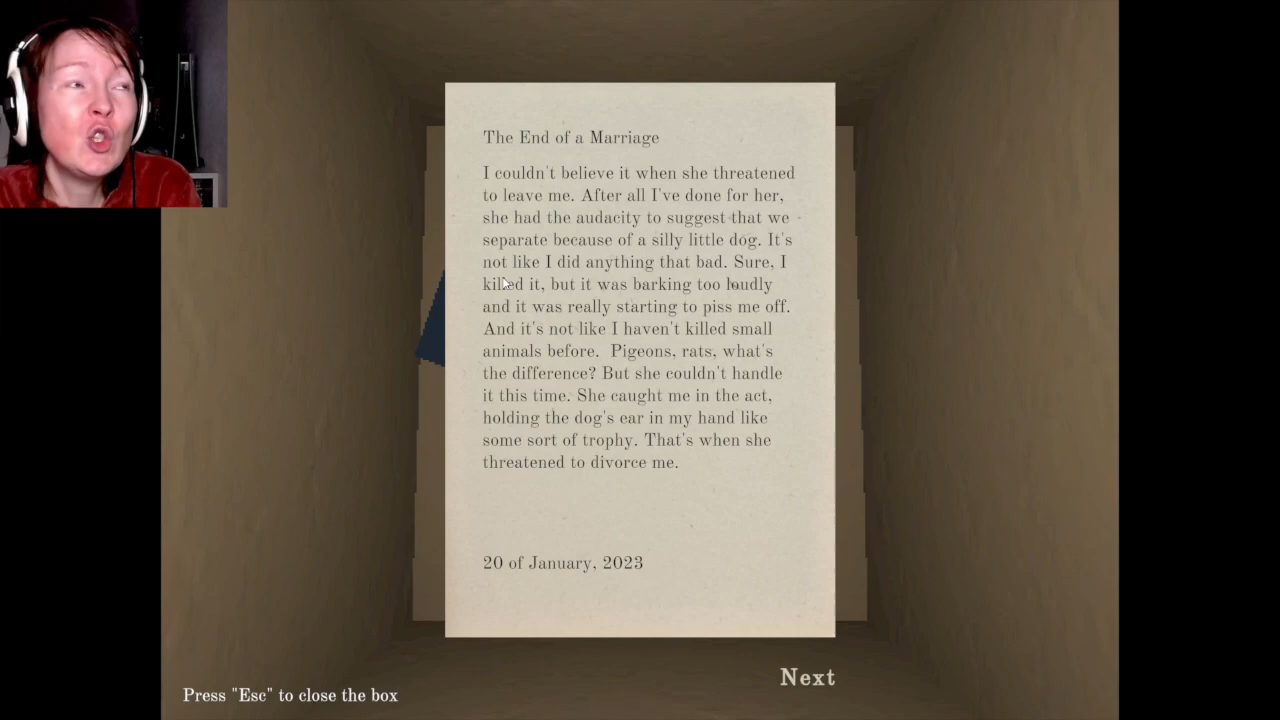 The End of a Marriage
I couldn't believe it when she threatened
to leave me. After all I've done for her,
she had the audacity to suggest that we
separate because of a silly little dog. It's
not like I did anything that bad. Sure, I
killed it, but it was barking too loudly
and it was really starting to piss me off.
And it's not like I haven't killed small
animals before.  Pigeons, rats, what's
the difference? But she couldn't handle
it this time. She caught me in the act,
holding the dog's ear in my hand like
some sort of trophy. That's when she
threatened to divorce me.
20 of January, 2023
Next
Press "Esc" to close the box